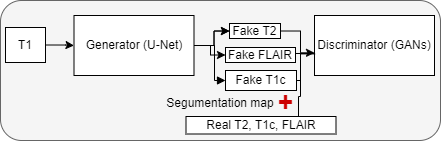 T1
Generator (U-Net)
Fake T2
Fake FLAIR
Fake T1c
Discriminator (GANs)
Segumentation map
Real T2, T1c, FLAIR